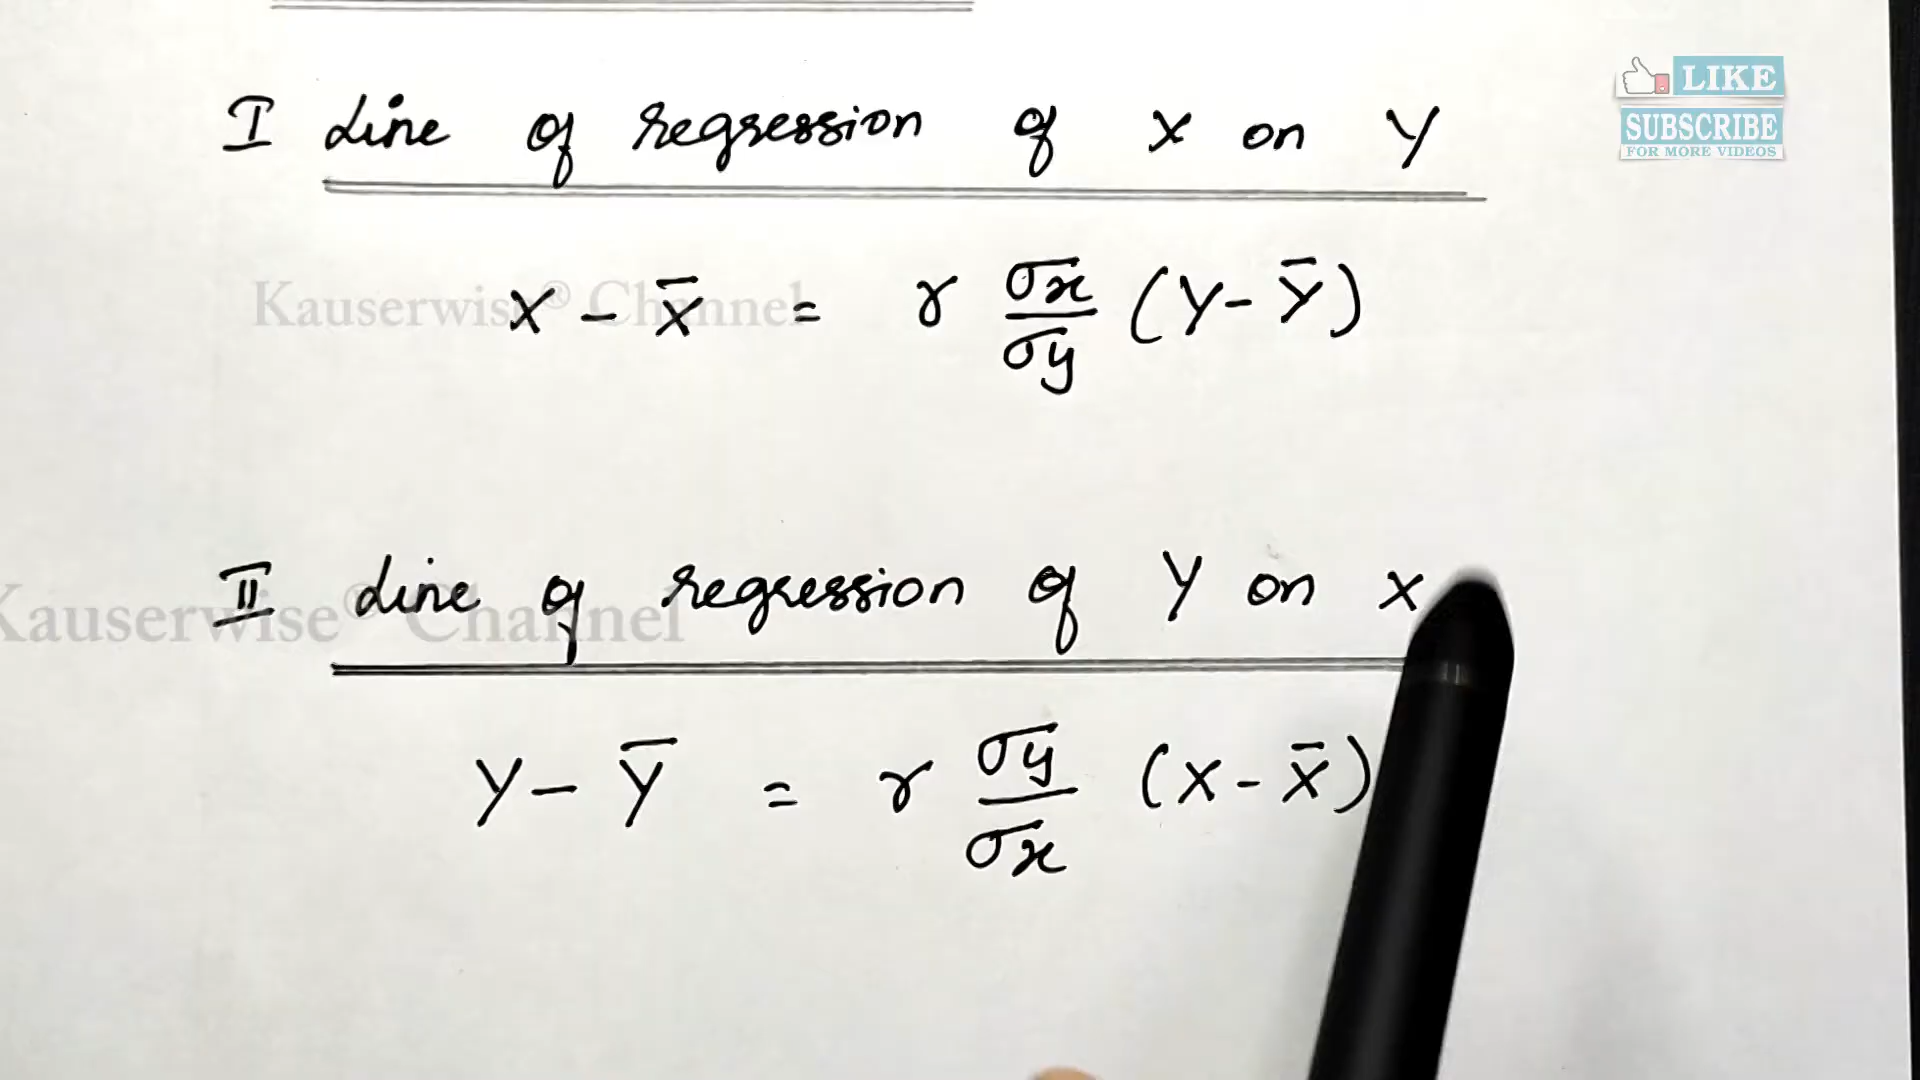 LIKE
SUBSCRIBE
FOR MORE VIDEOS
I Line of regression of X on Y
Kauserwise® Channel
X - X̄ = r σx/σy (Y - Ȳ)
II Line of regression of Y on X
Kauserwise® Channel
Y - Ȳ = r σy/σx (X - X̄)